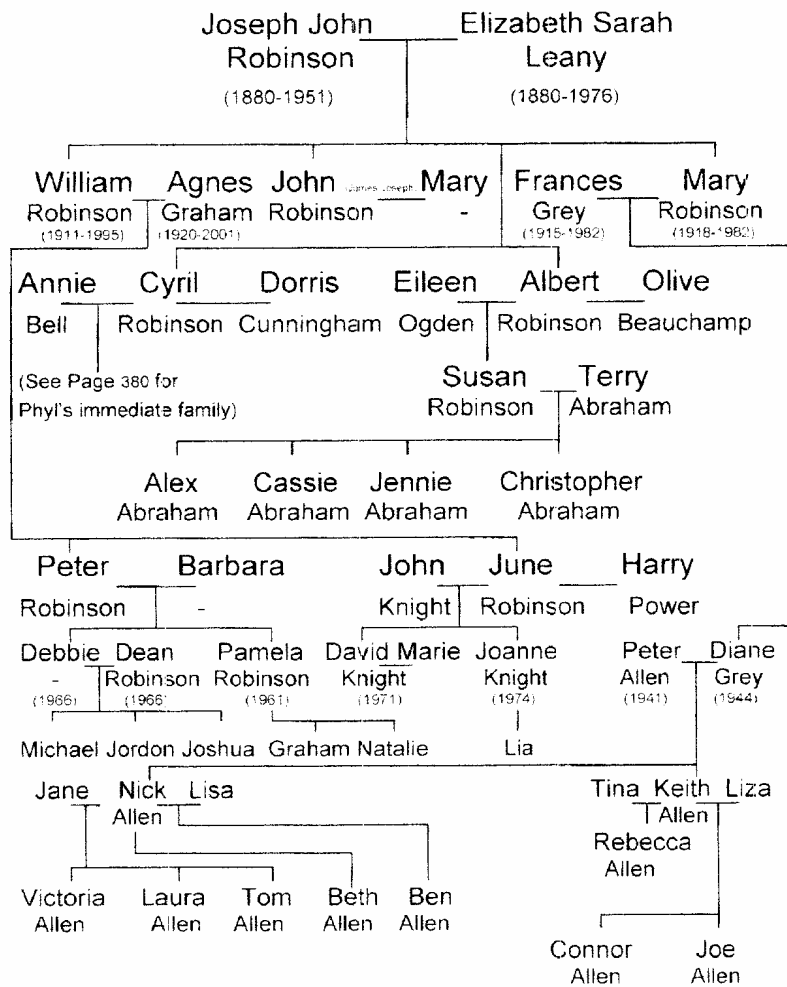 Joseph John Elizabeth Sarah
Robinson Leany
(1880-1951) (1880-1976)
William Agnes John (James Joseph) Mary Frances Mary
Robinson Graham Robinson - Grey Robinson
(1911-1995) (1920-2001) (1915-1982) (1918-1982)
Annie Cyril Dorris Eileen Albert Olive
Bell Robinson Cunningham Ogden Robinson Beauchamp
(See Page 380 for
Phyl's immediate family)
Susan Terry
Robinson Abraham
Alex Cassie Jennie Christopher
Abraham Abraham Abraham Abraham
Peter Barbara John June Harry
Robinson - Knight Robinson Power
Debbie Dean Pamela David Marie Joanne Peter Diane
- Robinson Robinson Knight Knight Allen Grey
(1966) (1966) (1961) (1971) (1974) (1941) (1944)
Michael Jordon Joshua Graham Natalie Lia
Jane Nick Lisa Tina Keith Liza
Allen Allen
Rebecca
Allen
Victoria Laura Tom Beth Ben
Allen Allen Allen Allen Allen
Connor Joe
Allen Allen